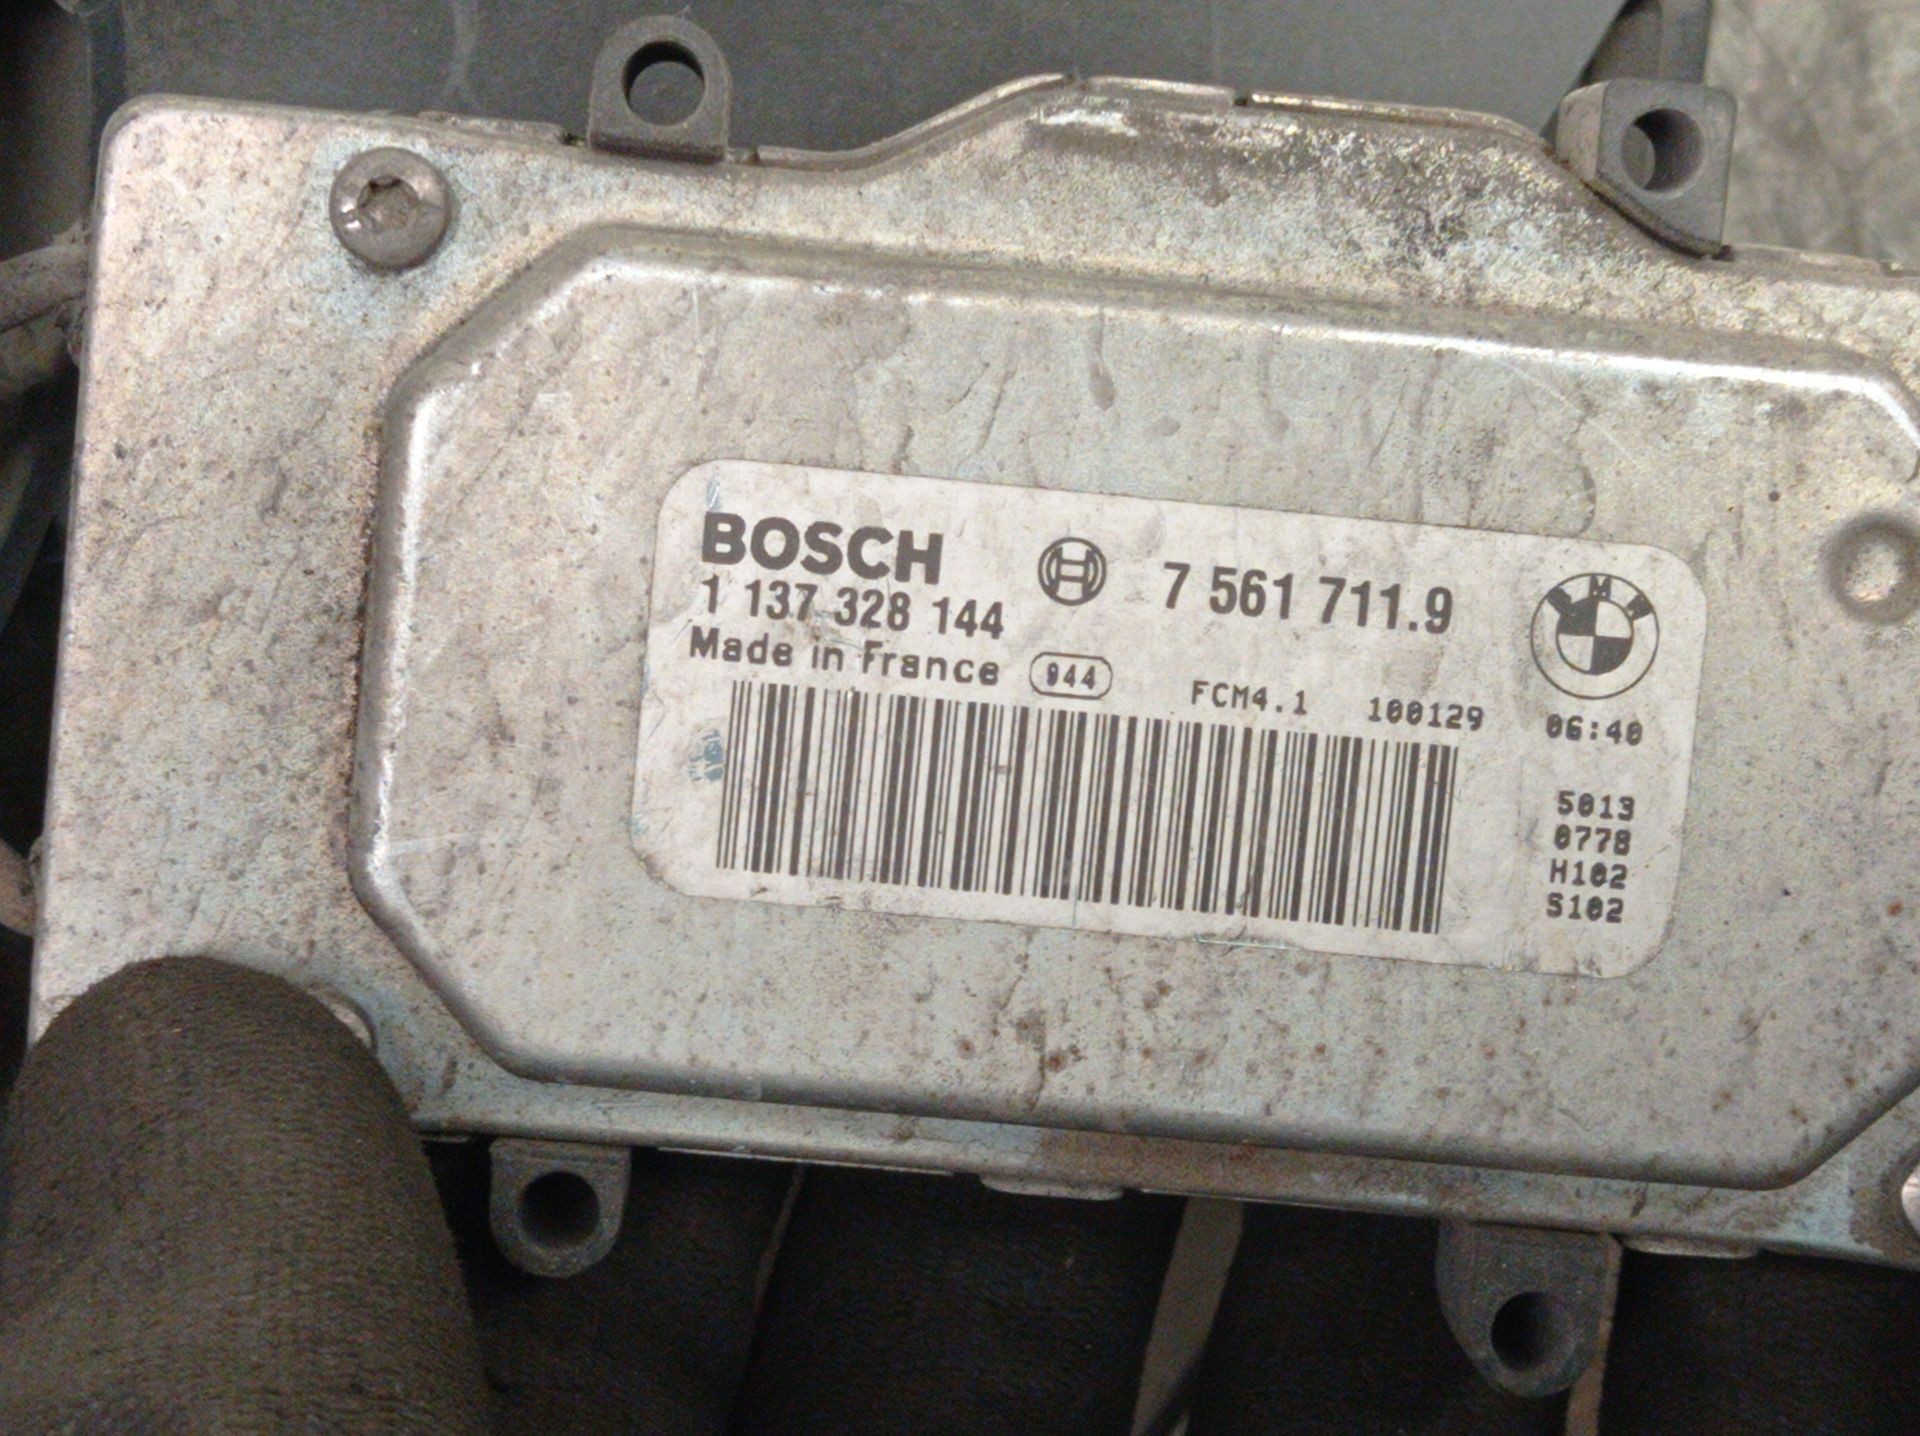 BOSCH
7 561 711.9
BMW
1 137 328 144
Made in France
944
FCM4.1
100129
06:40
5013
0778
H102
S102